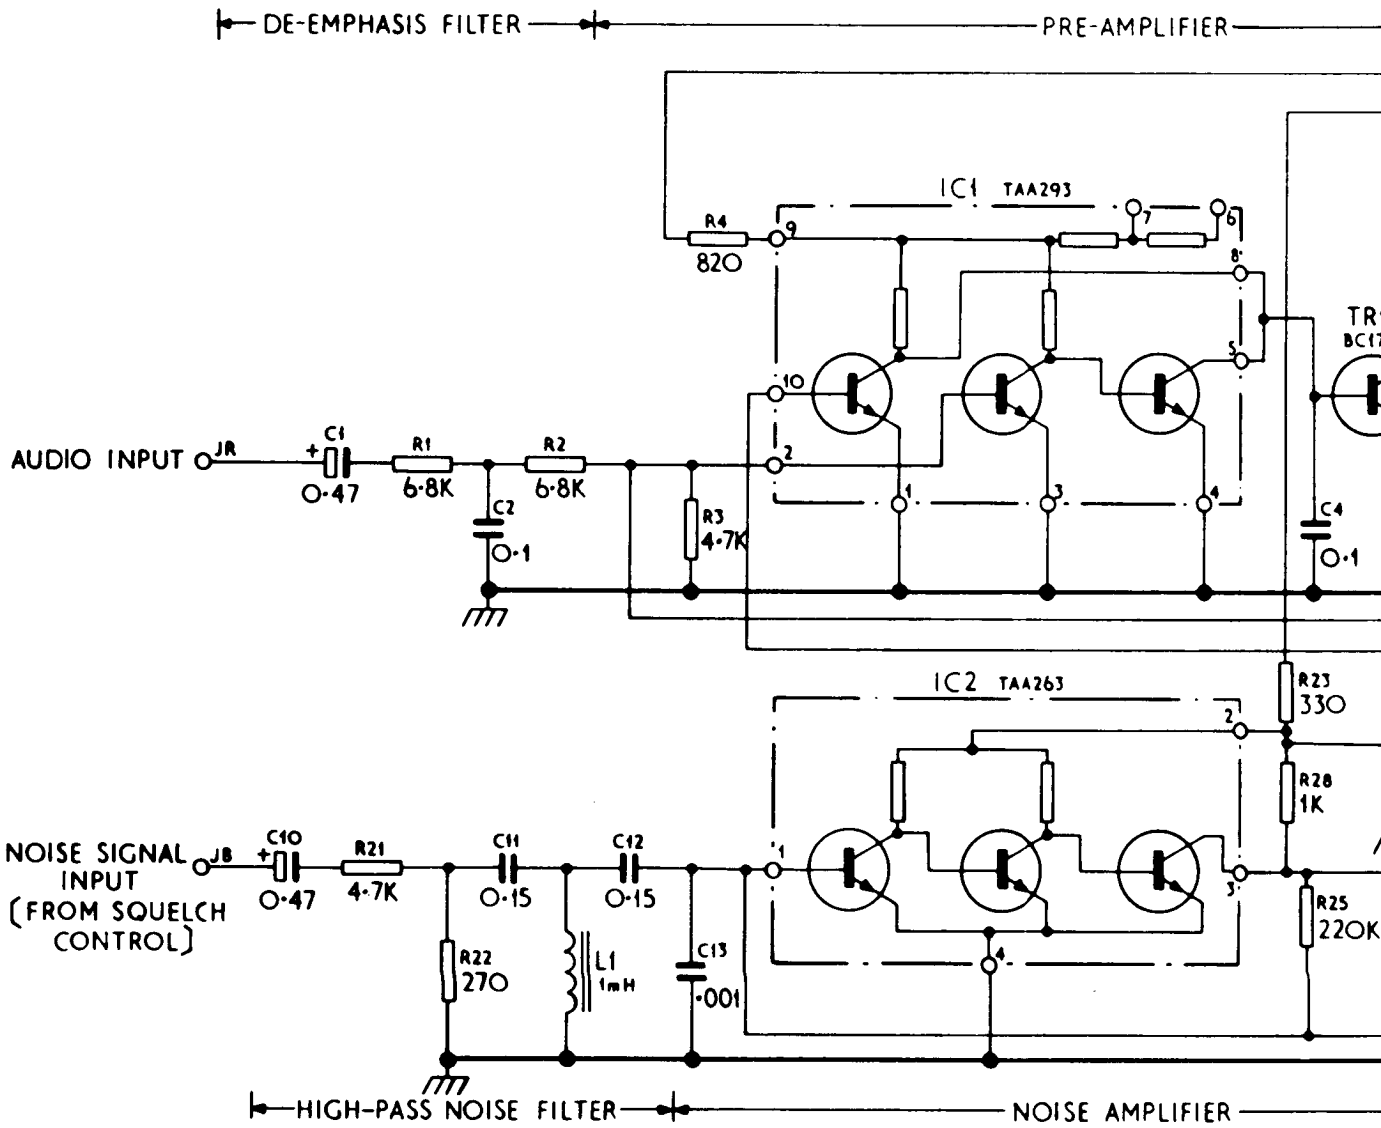 DE-EMPHASIS FILTER
PRE-AMPLIFIER
IC1 TAA293
7
6
R4
820
9
8
TR
BC17
5
10
AUDIO INPUT
JR
+
C1
0.47
R1
6.8K
R2
6.8K
2
C2
0.1
R3
4.7K
1
3
4
C4
0.1
IC2 TAA263
R23
330
2
R28
1K
NOISE SIGNAL
INPUT
(FROM SQUELCH
CONTROL)
JB
+
C10
0.47
R21
4.7K
C11
0.15
C12
0.15
1
3
R25
220K
R22
270
L1
1mH
C13
.001
4
HIGH-PASS NOISE FILTER
NOISE AMPLIFIER